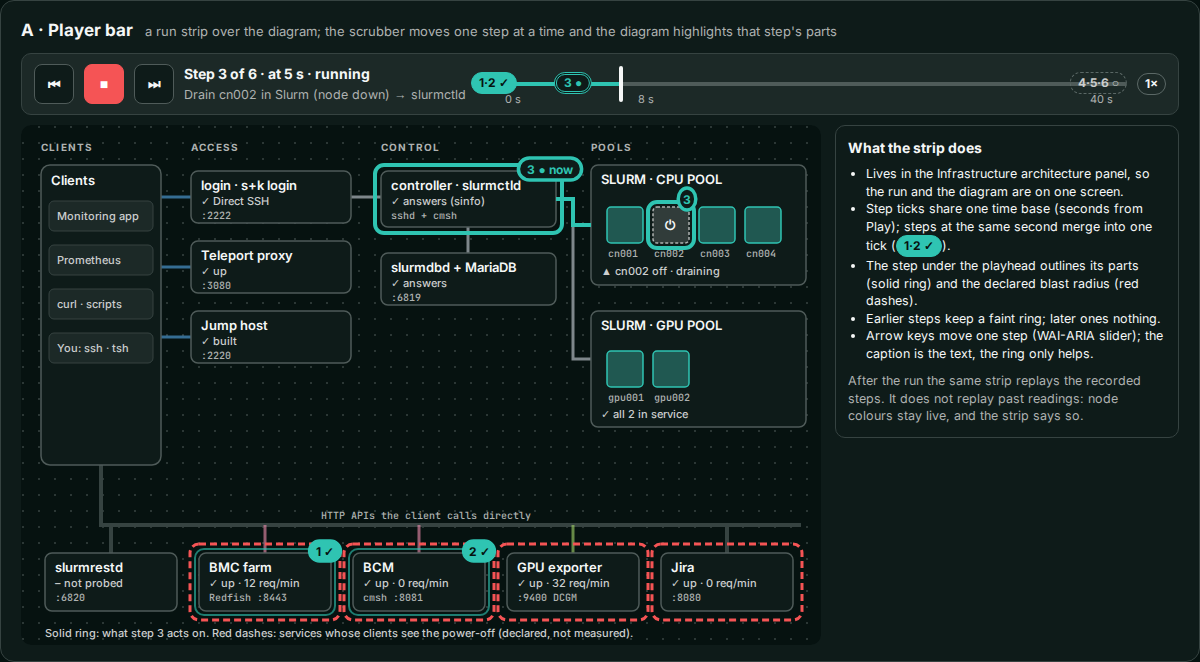 A · Player bar a run strip over the diagram; the scrubber moves one step at a time and the diagram highlights that step's parts
Step 3 of 6 · at 5 s · running
Drain cn002 in Slurm (node down) → slurmctld
1·2 ✓
3 ●
4·5·6 ○
1×
0 s
8 s
40 s
CLIENTS
ACCESS
CONTROL
POOLS
Clients
Monitoring app
Prometheus
curl · scripts
You: ssh · tsh
login · s+k login
✓ Direct SSH
:2222
Teleport proxy
✓ up
:3080
Jump host
✓ built
:2220
3 ● now
controller · slurmctld
✓ answers (sinfo)
sshd + cmsh
slurmdbd + MariaDB
✓ answers
:6819
SLURM · CPU POOL
3
cn001 cn002 cn003 cn004
▲ cn002 off · draining
SLURM · GPU POOL
gpu001 gpu002
✓ all 2 in service
HTTP APIs the client calls directly
slurmrestd
– not probed
:6820
1 ✓
BMC farm
✓ up · 12 req/min
Redfish :8443
2 ✓
BCM
✓ up · 0 req/min
cmsh :8081
GPU exporter
✓ up · 32 req/min
:9400 DCGM
Jira
✓ up · 0 req/min
:8080
Solid ring: what step 3 acts on. Red dashes: services whose clients see the power-off (declared, not measured).
What the strip does
• Lives in the Infrastructure architecture panel, so
the run and the diagram are on one screen.
• Step ticks share one time base (seconds from
Play); steps at the same second merge into one
tick (1·2 ✓).
• The step under the playhead outlines its parts
(solid ring) and the declared blast radius (red
dashes).
• Earlier steps keep a faint ring; later ones nothing.
• Arrow keys move one step (WAI-ARIA slider); the
caption is the text, the ring only helps.
After the run the same strip replays the recorded
steps. It does not replay past readings: node
colours stay live, and the strip says so.